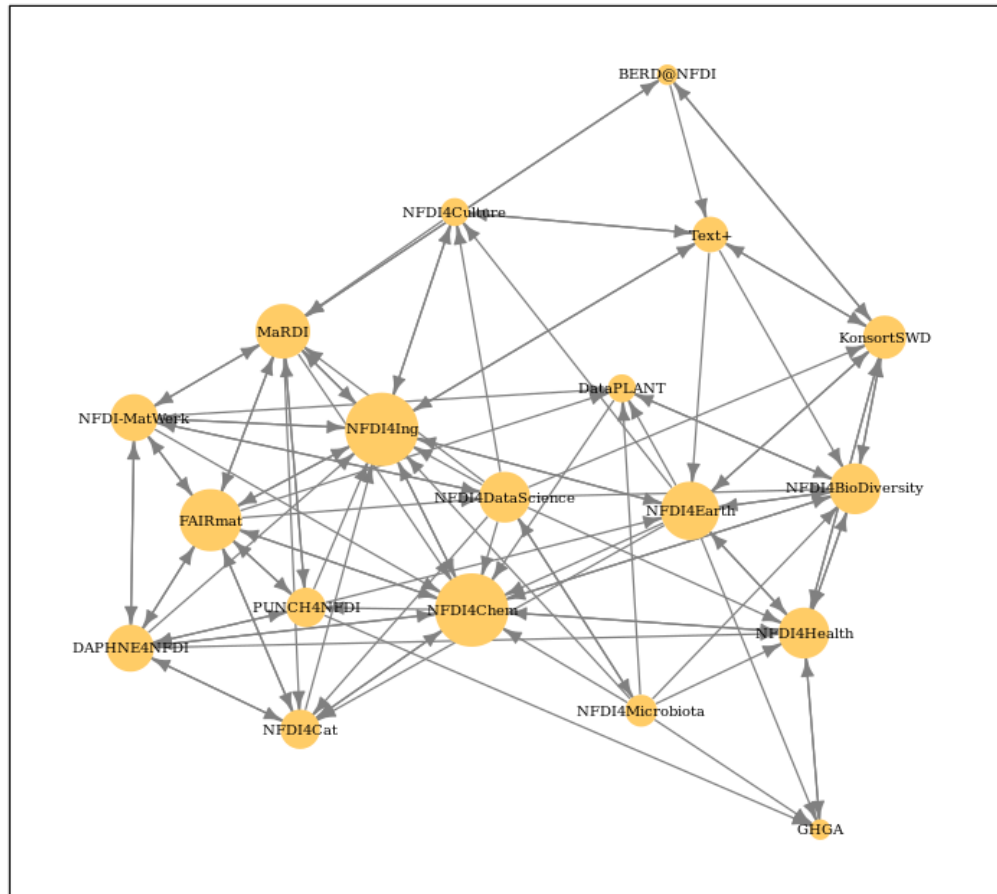 BERD@NFDI
NFDI4Culture
Text+
MaRDI
KonsortSWD
DataPLANT
NFDI-MatWerk
NFDI4Ing
NFDI4BioDiversity
NFDI4DataScience
NFDI4Earth
FAIRmat
PUNCH4NFDI
NFDI4Chem
NFDI4Health
DAPHNE4NFDI
NFDI4Microbiota
NFDI4Cat
GHGA